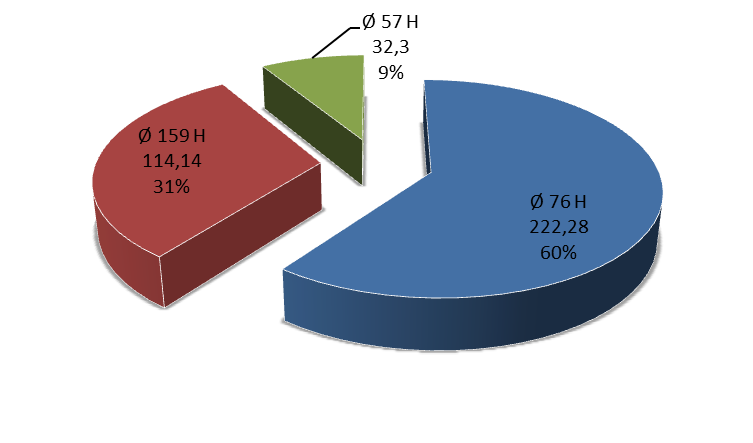 Ø 57 H
32,3
9%
Ø 159 H
114,14
31%
Ø 76 H
222,28
60%